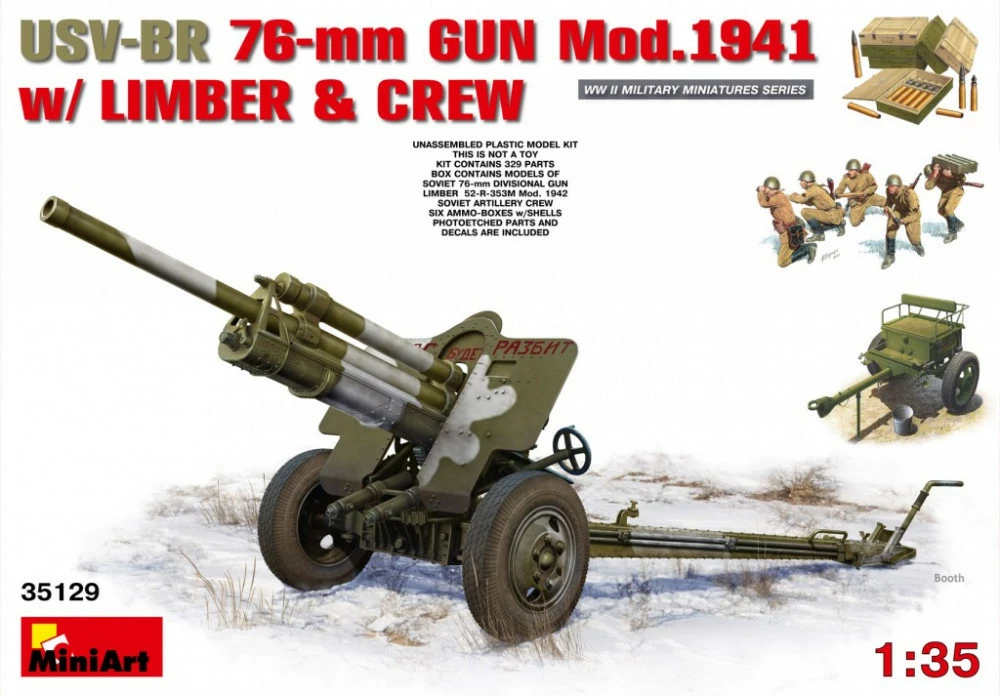 USV-BR 76-mm GUN Mod.1941
w/ LIMBER & CREW
WW II MILITARY MINIATURES SERIES
UNASSEMBLED PLASTIC MODEL KIT
THIS IS NOT A TOY
KIT CONTAINS 329 PARTS
BOX CONTAINS MODELS OF
SOVIET 76-mm DIVISIONAL GUN
LIMBER 52-R-353M Mod. 1942
SOVIET ARTILLERY CREW
SIX AMMO-BOXES w/SHELLS
PHOTOETCHED PARTS AND
DECALS ARE INCLUDED
БУДЕТ РАЗБИТ
Booth
35129
MiniArt
1:35